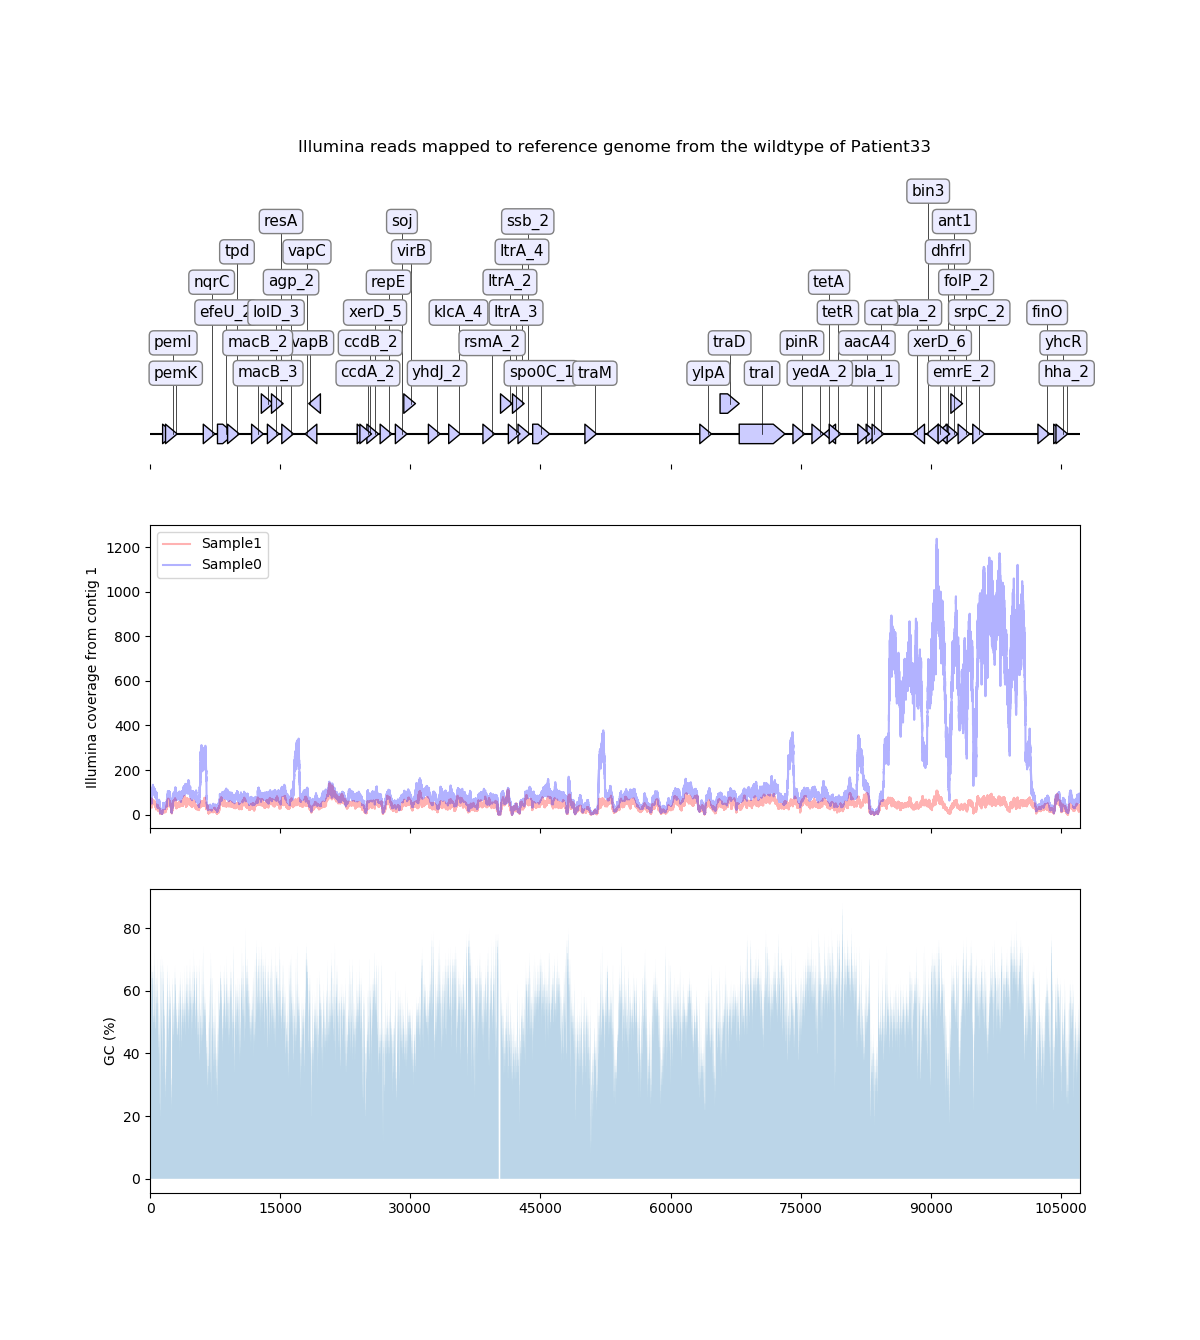 Illumina reads mapped to reference genome from the wildtype of Patient33
bin3
resA soj ssb_2 ant1
tpd vapC virB ltrA_4 dhfrI
nqrC agp_2 repE ltrA_2 tetA folP_2
efeU_2 lolD_3 xerD_5 klcA_4 ltrA_3 tetR cat bla_2 srpC_2 finO
pemI macB_2 vapB ccdB_2 rsmA_2 traD pinR aacA4 xerD_6 yhcR
pemK macB_3 ccdA_2 yhdJ_2 spo0C_1 traM ylpA traI yedA_2 bla_1 emrE_2 hha_2
Illumina coverage from contig 1
1200
1000
800
600
400
200
0
Sample1
Sample0
GC (%)
80
60
40
20
0
0 15000 30000 45000 60000 75000 90000 105000